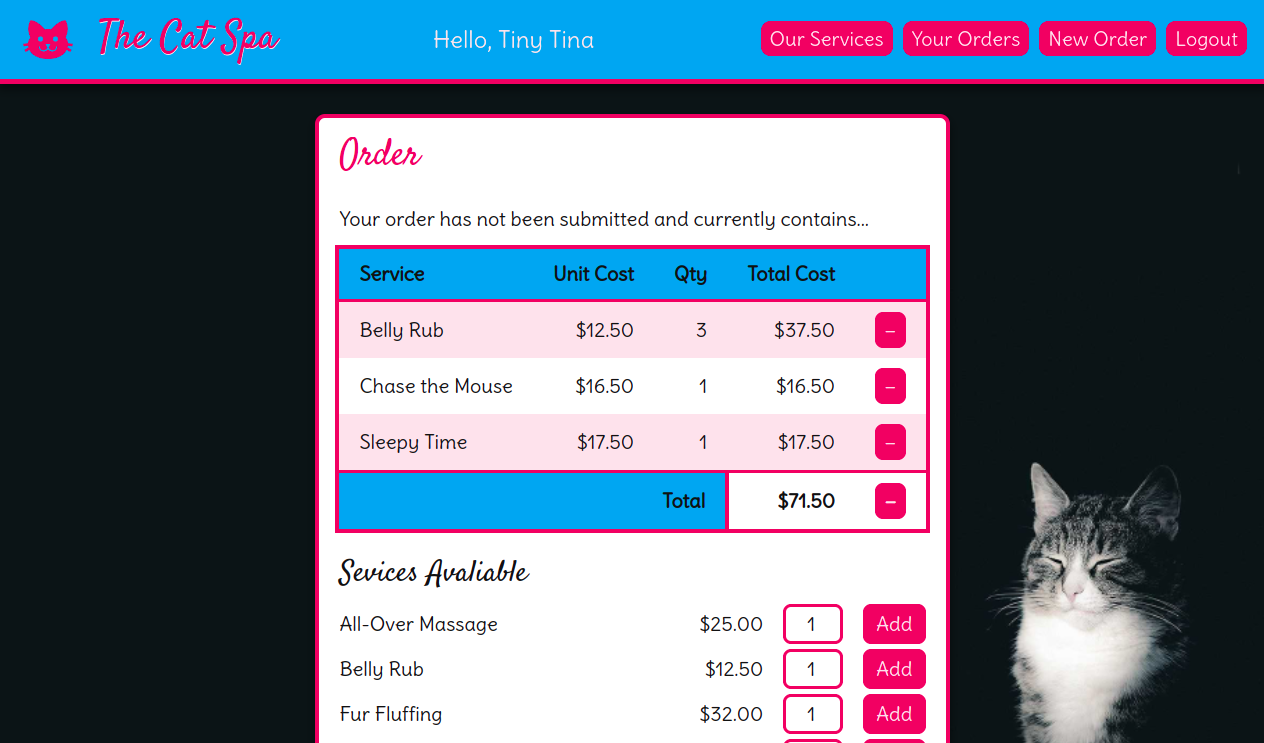 The Cat Spa Hello, Tiny Tina Our Services Your Orders New Order Logout
Order
Your order has not been submitted and currently contains...
Service Unit Cost Qty Total Cost
Belly Rub $12.50 3 $37.50 –
Chase the Mouse $16.50 1 $16.50 –
Sleepy Time $17.50 1 $17.50 –
Total $71.50 –
Sevices Avaliable
All-Over Massage $25.00 1 Add
Belly Rub $12.50 1 Add
Fur Fluffing $32.00 1 Add